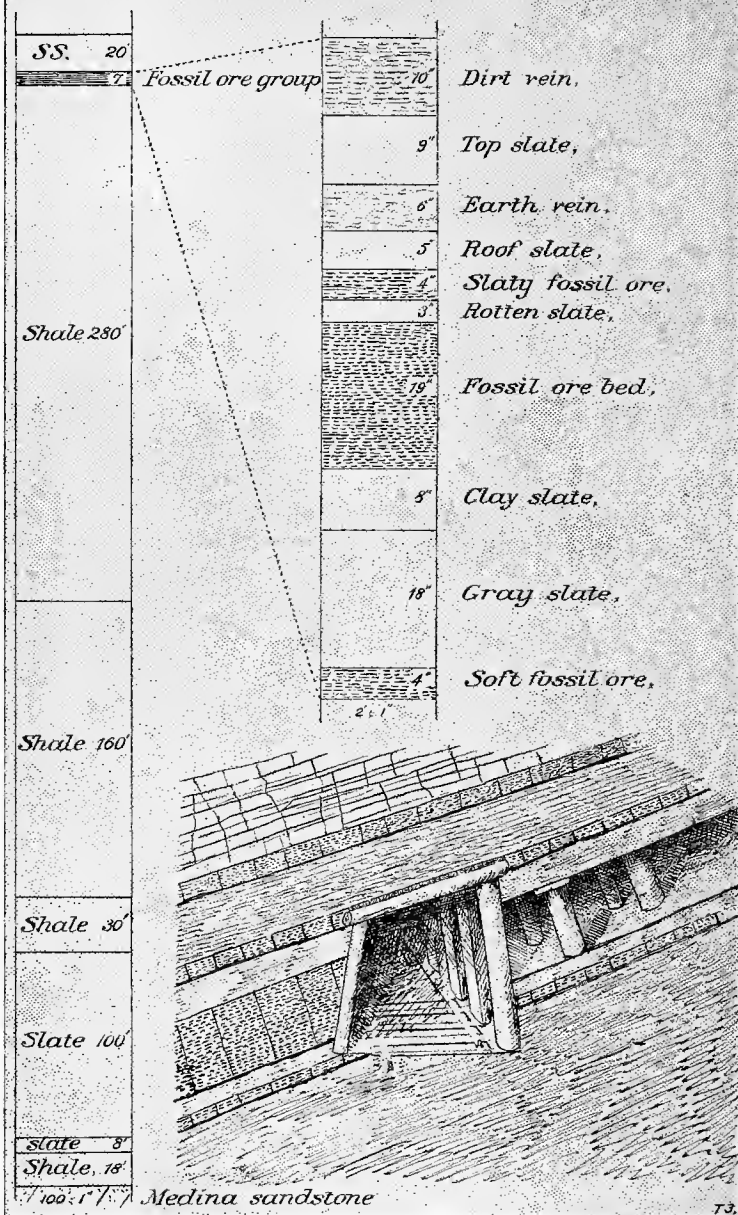 SS. 20'
7' Fossil ore group
Shale 280'
Shale 160'
Shale 30'
Slate 100'
slate 8'
Shale, 18'
100:1" Medina sandstone
10" Dirt vein,
9" Top slate,
6" Earth vein,
5" Roof slate,
4" Slaty fossil ore,
3" Rotten slate,
19" Fossil ore bed,
8" Clay slate,
18" Gray slate,
4" Soft fossil ore,
2:1"
T3,